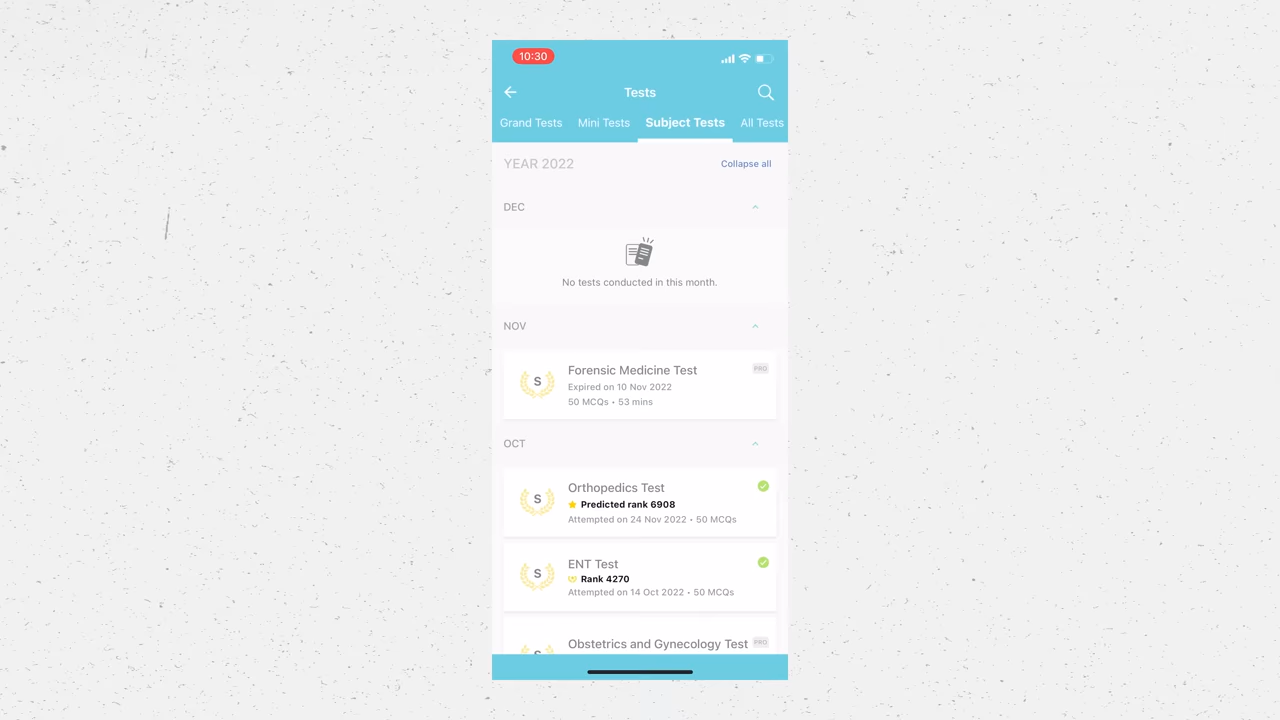 10:30
Tests
Grand Tests Mini Tests Subject Tests All Tests
YEAR 2022 Collapse all
DEC
No tests conducted in this month.
NOV
S
Forensic Medicine Test PRO
Expired on 10 Nov 2022
50 MCQs • 53 mins
OCT
S
Orthopedics Test
Predicted rank 6908
Attempted on 24 Nov 2022 • 50 MCQs
S
ENT Test
Rank 4270
Attempted on 14 Oct 2022 • 50 MCQs
S
Obstetrics and Gynecology Test PRO